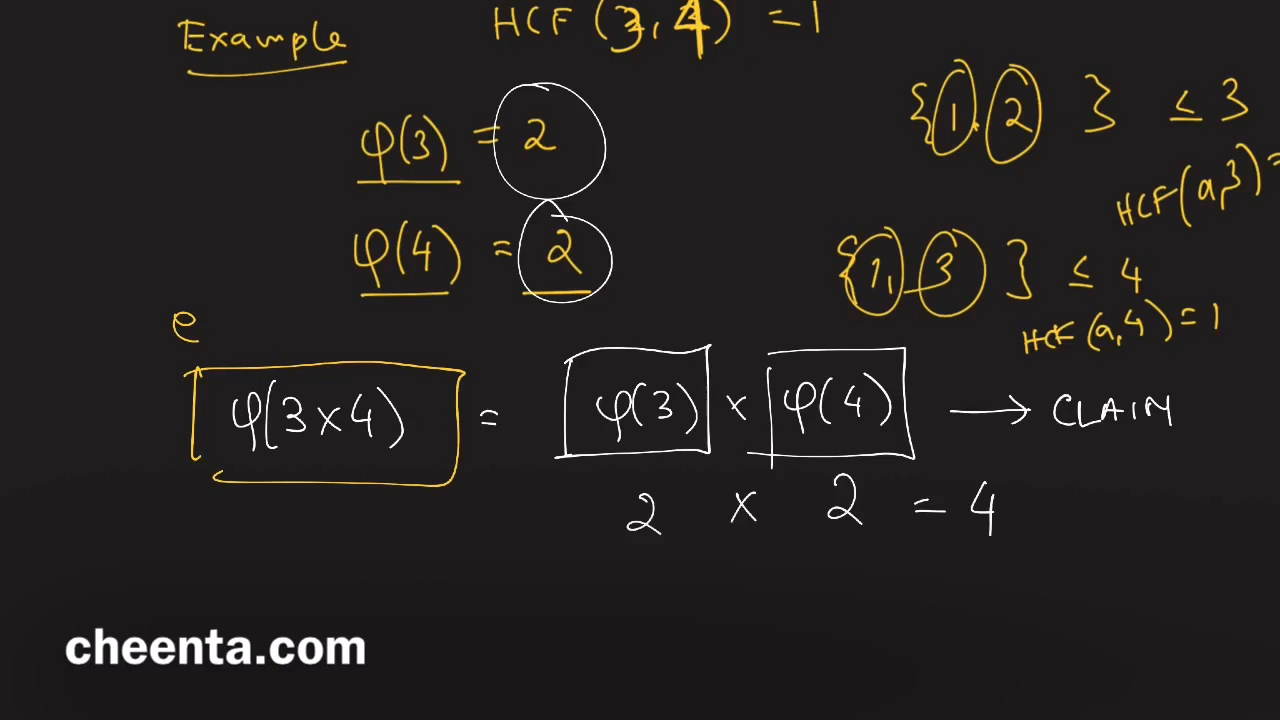 Example HCF (3, 4) = 1
φ(3) = 2 {1, 2 } ≤ 3
HCF(a,3) =
φ(4) = 2 {1, 3 } ≤ 4
HCF (a,4) = 1
e
φ(3×4) = φ(3) × φ(4) → CLAIM
2 × 2 = 4
cheenta.com